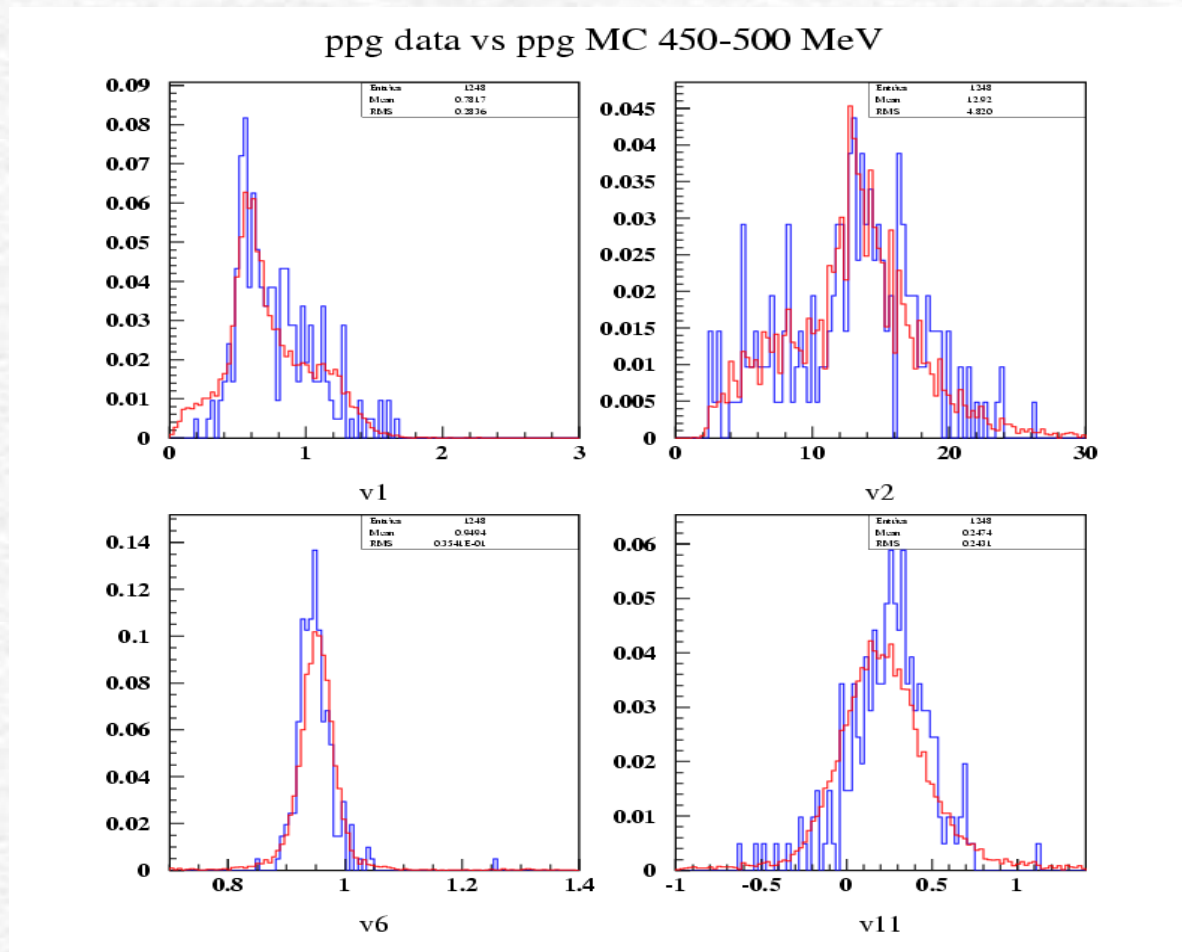 ppg data vs ppg MC 450-500 MeV
Entries 1248
Mean 0.7817
RMS 0.2836
0.09
0.08
0.07
0.06
0.05
0.04
0.03
0.02
0.01
0
0 1 2 3
v1
Entries 1248
Mean 12.92
RMS 4.820
0.045
0.04
0.035
0.03
0.025
0.02
0.015
0.01
0.005
0
0 10 20 30
v2
Entries 1248
Mean 0.9494
RMS 0.3541E-01
0.14
0.12
0.1
0.08
0.06
0.04
0.02
0
0.8 1 1.2 1.4
v6
Entries 1248
Mean 0.2474
RMS 0.2431
0.06
0.05
0.04
0.03
0.02
0.01
0
-1 -0.5 0 0.5 1
v11